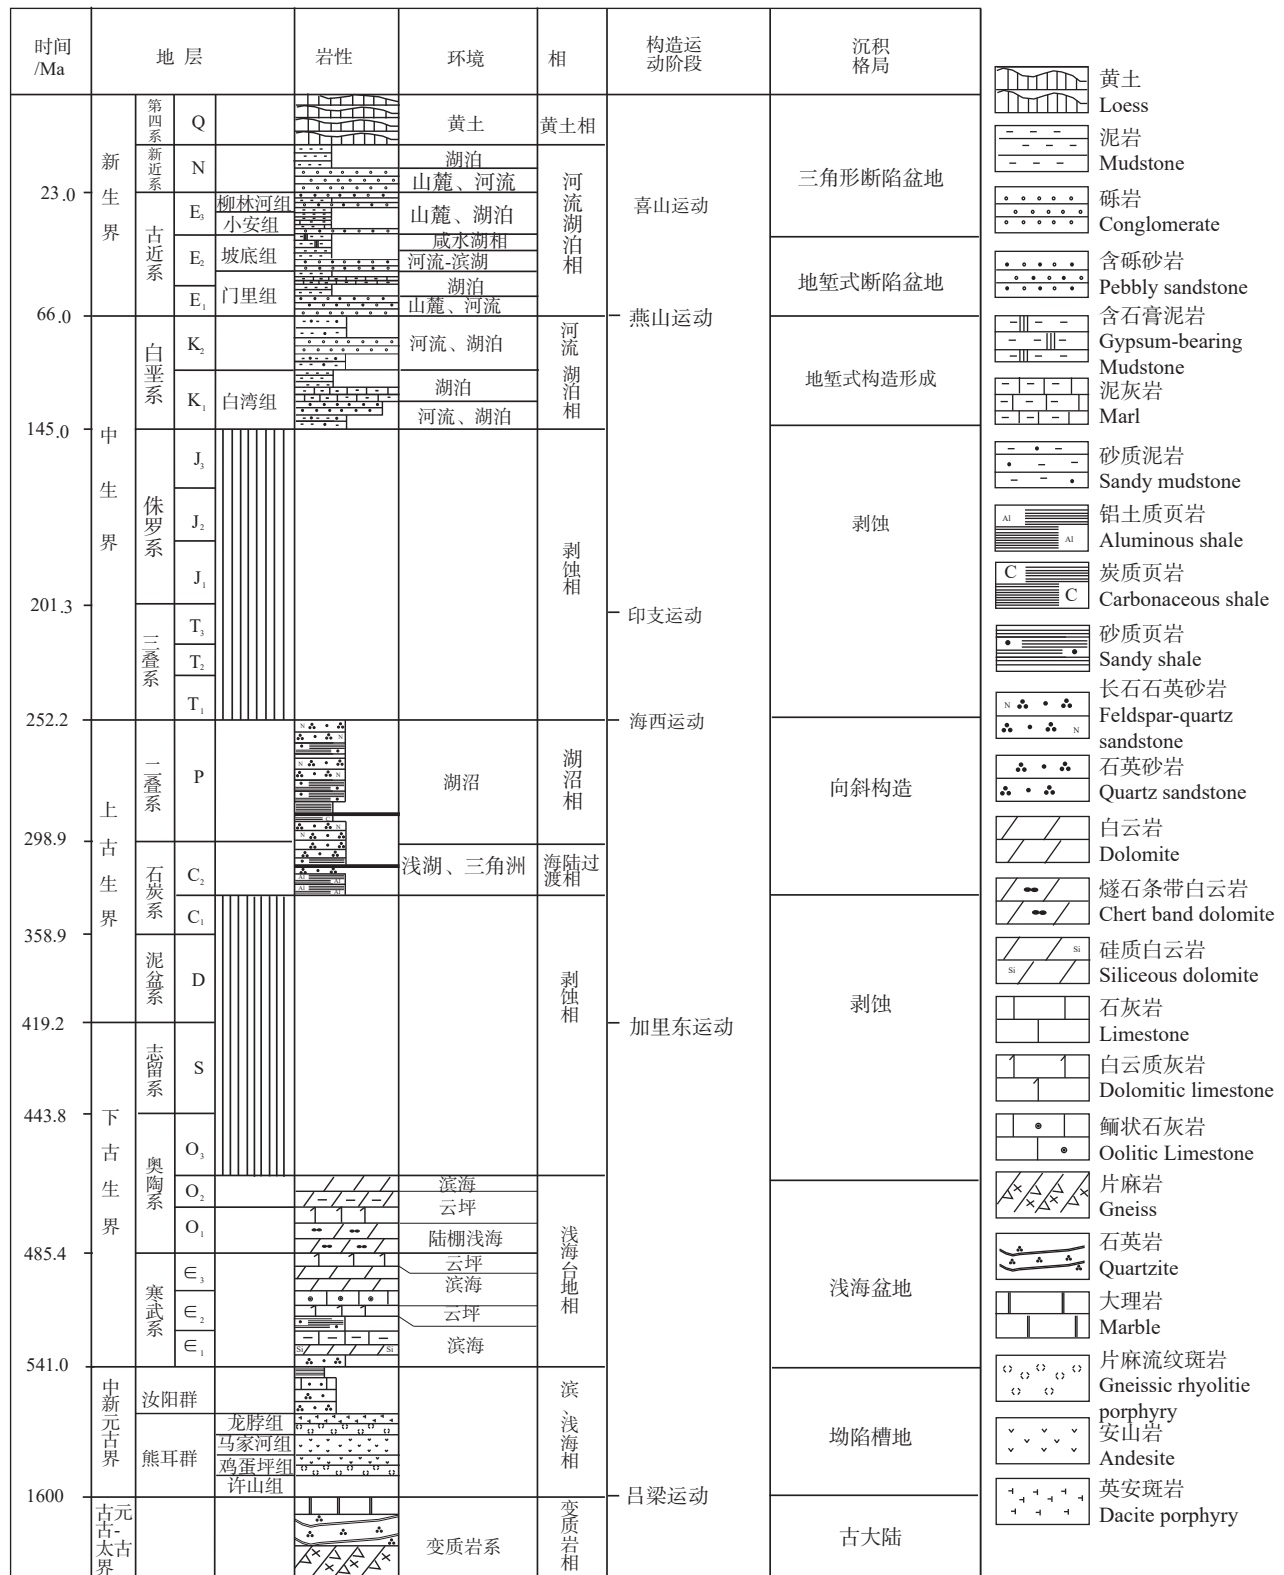 时间
/Ma
地 层
岩性
环境
相
构造运
动阶段
沉积
格局
新生界
第四系
Q
黄土
黄土相
新近系
N
湖泊
山麓、河流
23.0
古近系
E3
柳林河组
小安组
山麓、湖泊
咸水湖相
E2
坡底组
河流-滨湖
门里组
湖泊
E1
山麓、河流
河流湖泊相
喜山运动
三角形断陷盆地
地堑式断陷盆地
66.0
燕山运动
中生界
白垩系
K2
河流、湖泊
K1
白湾组
湖泊
河流、湖泊
河流湖泊相
地堑式构造形成
145.0
侏罗系
J3
J2
J1
剥蚀相
剥蚀
201.3
印支运动
三叠系
T3
T2
T1
252.2
海西运动
上古生界
二叠系
P
N
N
N
N
C
N
N
湖沼
湖沼相
向斜构造
298.9
石炭系
C2
Al
Al
Al
Al
浅湖、三角洲
海陆过
渡相
C1
358.9
泥盆系
D
剥蚀相
剥蚀
419.2
加里东运动
下古生界
志留系
S
443.8
奥陶系
O3
O2
滨海
云坪
O1
陆棚浅海
485.4
寒武系
∈3
云坪
滨海
∈2
云坪
∈1
Si
Si
滨海
浅海台地相
浅海盆地
541.0
中新元古界
汝阳群
熊耳群
龙脖组
马家河组
鸡蛋坪组
许山组
滨、浅海相
坳陷槽地
1600
吕梁运动
古元
古-
太古
界
变质岩系
变质岩相
古大陆
黄土
Loess
泥岩
Mudstone
砾岩
Conglomerate
含砾砂岩
Pebbly sandstone
含石膏泥岩
Gypsum-bearing
Mudstone
泥灰岩
Marl
砂质泥岩
Sandy mudstone
Al
Al
铝土质页岩
Aluminous shale
C
C
炭质页岩
Carbonaceous shale
砂质页岩
Sandy shale
N
N
长石石英砂岩
Feldspar-quartz
sandstone
石英砂岩
Quartz sandstone
白云岩
Dolomite
燧石条带白云岩
Chert band dolomite
Si
Si
硅质白云岩
Siliceous dolomite
石灰岩
Limestone
白云质灰岩
Dolomitic limestone
鲕状石灰岩
Oolitic Limestone
片麻岩
Gneiss
石英岩
Quartzite
大理岩
Marble
片麻流纹斑岩
Gneissic rhyolitie
porphyry
安山岩
Andesite
英安斑岩
Dacite porphyry